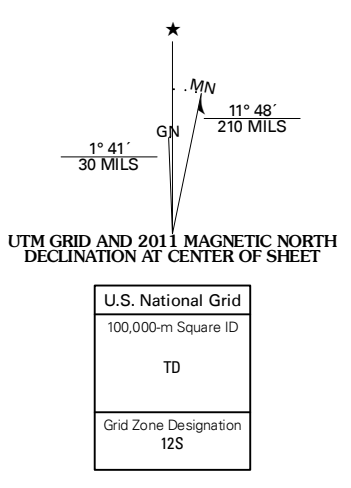 ★
MN
GN
11° 48´
210 MILS
1° 41´
30 MILS
UTM GRID AND 2011 MAGNETIC NORTH
DECLINATION AT CENTER OF SHEET
U.S. National Grid
100,000-m Square ID
TD
Grid Zone Designation
12S